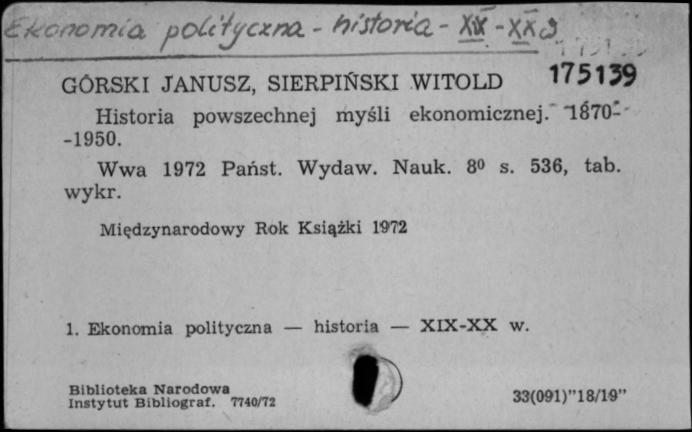 Ekonomia polityczna - historia - XIX - XX w
175139
GÓRSKI JANUSZ, SIERPIŃSKI WITOLD
Historia powszechnej myśli ekonomicznej. 1870-
-1950.
Wwa 1972 Państ. Wydaw. Nauk. 8⁰ s. 536, tab.
wykr.
Międzynarodowy Rok Książki 1972
1. Ekonomia polityczna — historia — XIX-XX w.
Biblioteka Narodowa
Instytut Bibliograf. 7740/72
33(091)"18/19"